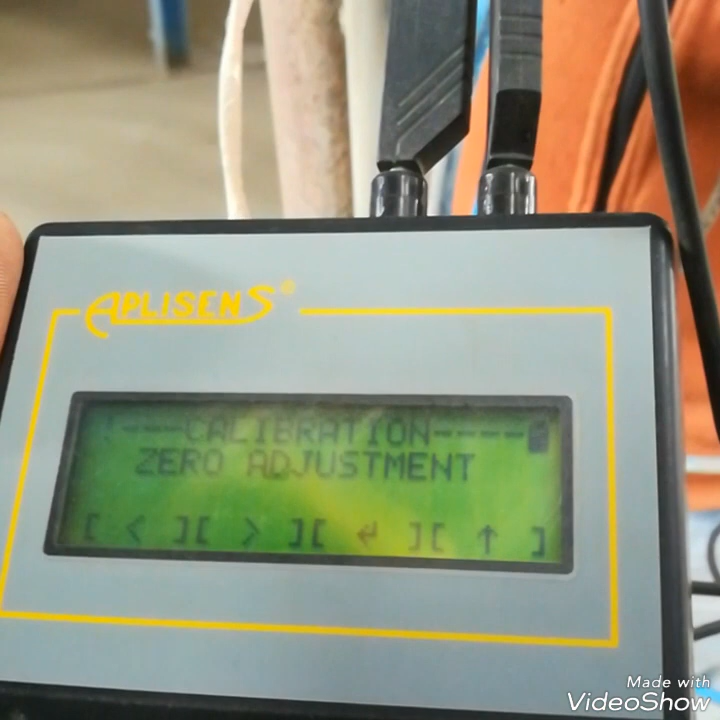 APLISENS®
!----CALIBRATION----
ZERO ADJUSTMENT
[ < ][ > ][ ↵ ][ ↑ ]
Made with
VideoShow